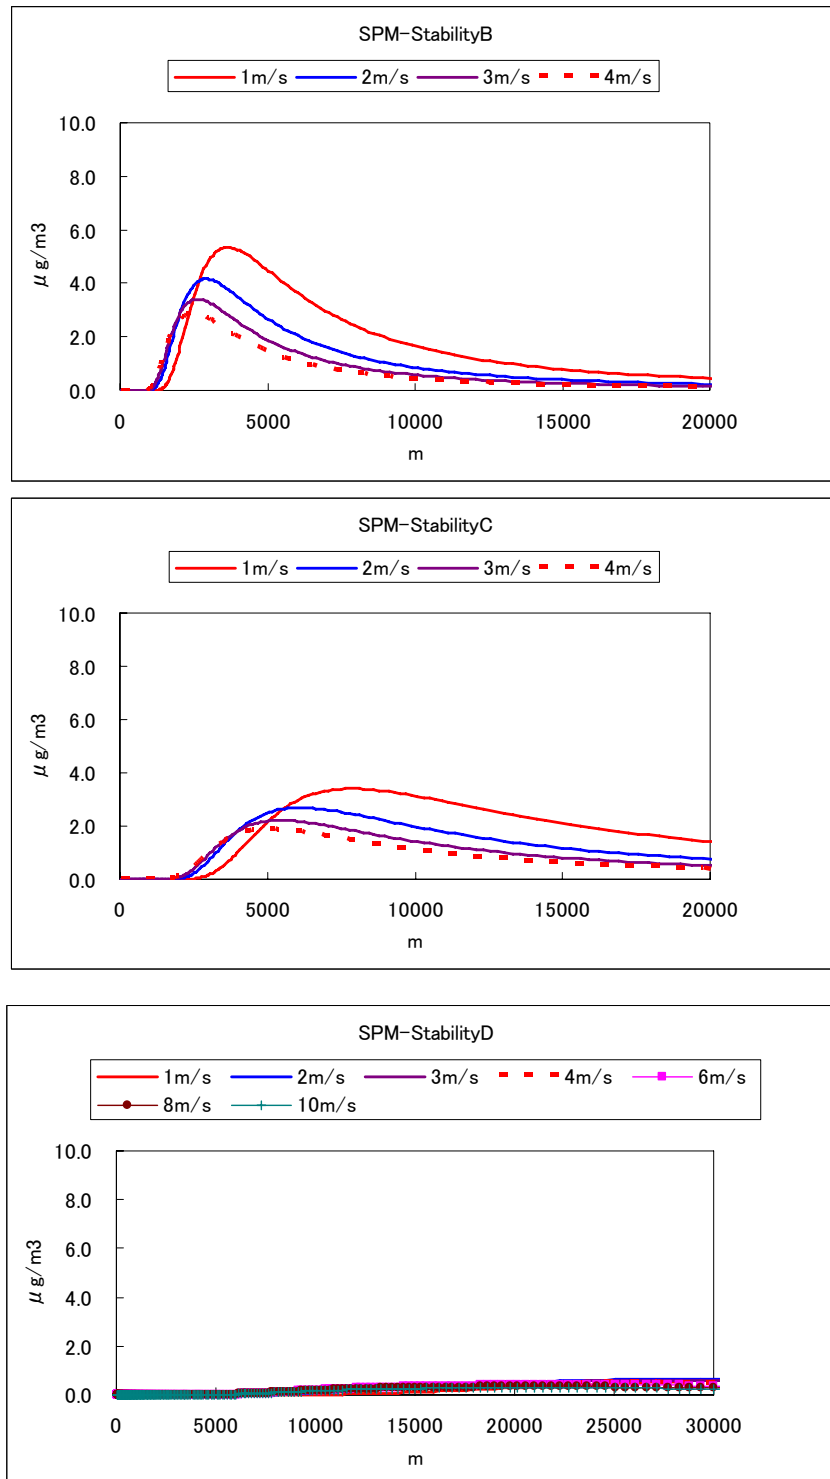 SPM-StabilityB
1m/s 2m/s 3m/s 4m/s
10.0
8.0
6.0
4.0
2.0
0.0
μg/m3
0 5000 10000 15000 20000
m
SPM-StabilityC
1m/s 2m/s 3m/s 4m/s
10.0
8.0
6.0
4.0
2.0
0.0
μg/m3
0 5000 10000 15000 20000
m
SPM-StabilityD
1m/s 2m/s 3m/s 4m/s 6m/s
8m/s 10m/s
10.0
8.0
6.0
4.0
2.0
0.0
μg/m3
0 5000 10000 15000 20000 25000 30000
m